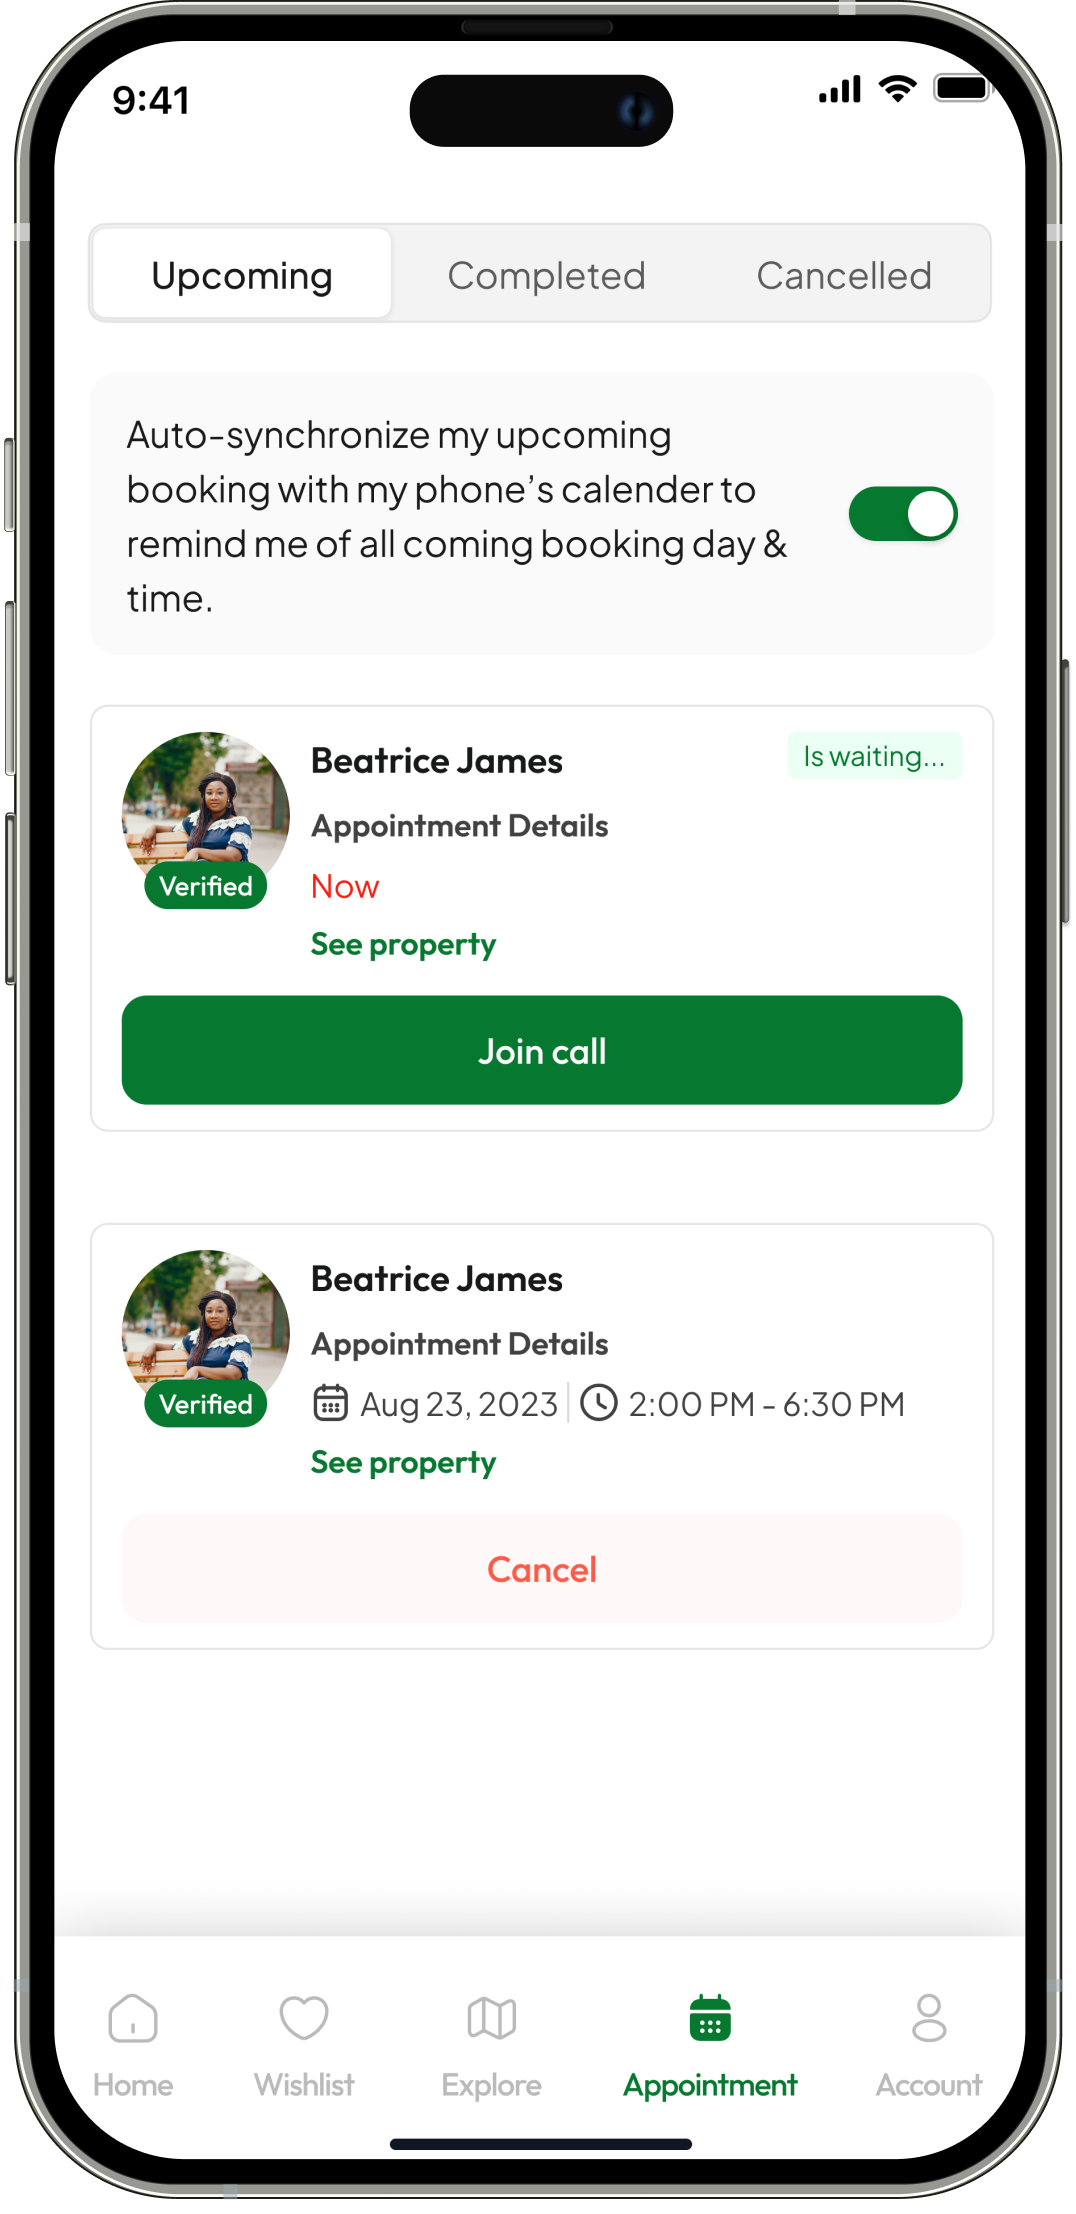 9:41
Upcoming Completed Cancelled
Auto-synchronize my upcoming
booking with my phone’s calender to
remind me of all coming booking day &
time.
Beatrice James
Is waiting...
Appointment Details
Verified
Now
See property
Join call
Beatrice James
Appointment Details
Verified
Aug 23, 2023 2:00 PM - 6:30 PM
See property
Cancel
Home Wishlist Explore Appointment Account